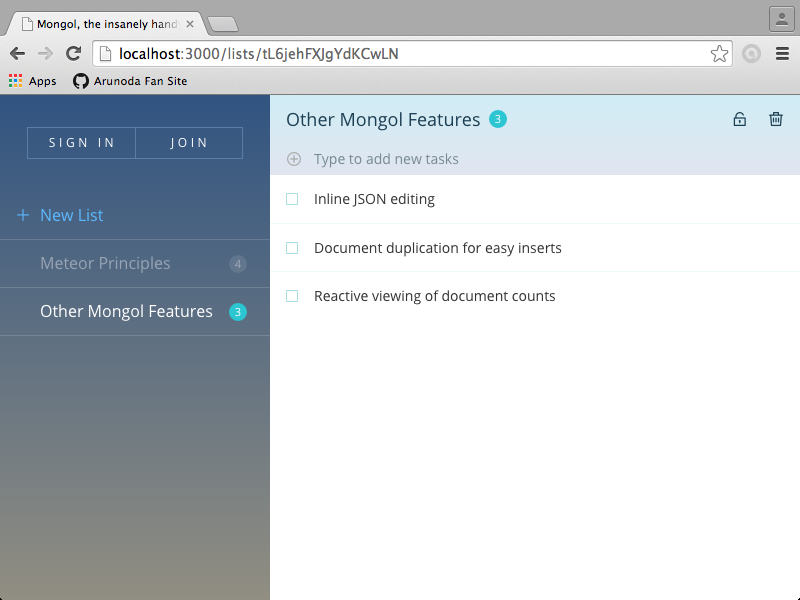 Mongol, the insanely hand
localhost:3000/lists/tL6jehFXJgYdKCwLN
Apps
Arunoda Fan Site
SIGN IN
JOIN
+ New List
Meteor Principles 4
Other Mongol Features 3
Other Mongol Features 3
Type to add new tasks
Inline JSON editing
Document duplication for easy inserts
Reactive viewing of document counts